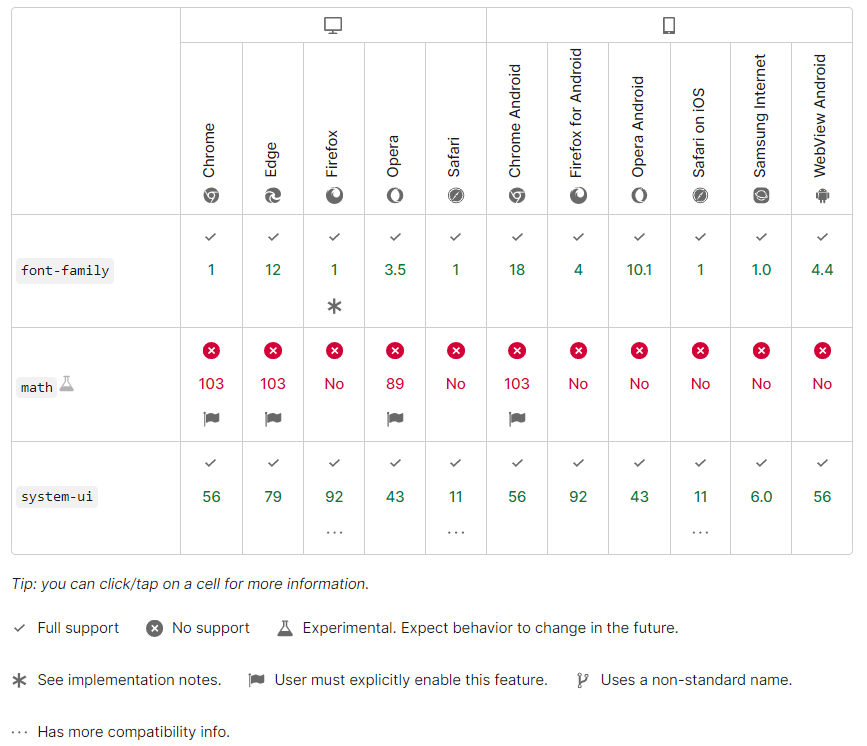 Chrome Edge Firefox Opera Safari Chrome Android Firefox for Android Opera Android Safari on iOS Samsung Internet WebView Android
font-family 1 12 1 3.5 1 18 4 10.1 1 1.0 4.4
math 103 103 No 89 No 103 No No No No No
system-ui 56 79 92 43 11 56 92 43 11 6.0 56
Tip: you can click/tap on a cell for more information.
Full support No support Experimental. Expect behavior to change in the future.
See implementation notes. User must explicitly enable this feature. Uses a non-standard name.
Has more compatibility info.